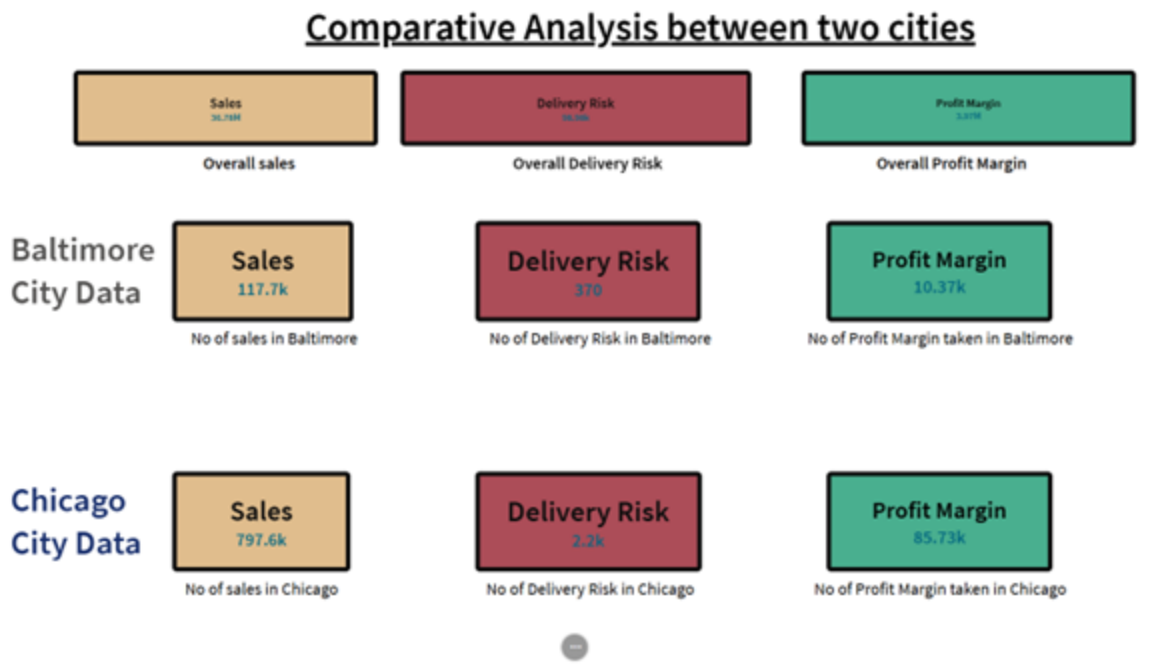 Comparative Analysis between two cities
Sales
Delivery Risk
Profit Margin
Overall sales
Overall Delivery Risk
Overall Profit Margin
Baltimore
City Data
Sales
117.7k
Delivery Risk
370
Profit Margin
10.37k
No of sales in Baltimore
No of Delivery Risk in Baltimore
No of Profit Margin taken in Baltimore
Chicago
City Data
Sales
797.6k
Delivery Risk
2.2k
Profit Margin
85.73k
No of sales in Chicago
No of Delivery Risk in Chicago
No of Profit Margin taken in Chicago